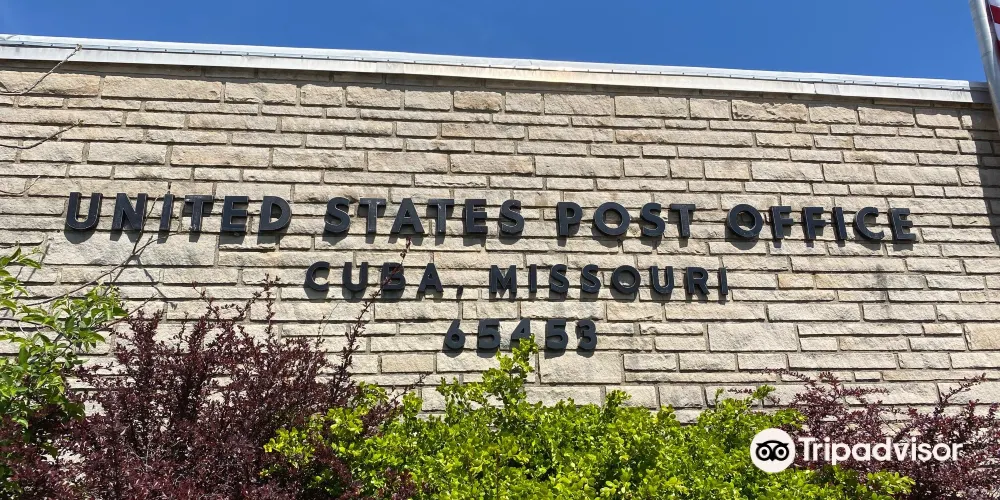 UNITED STATES POST OFFICE
CUBA, MISSOURI
65453
Tripadvisor